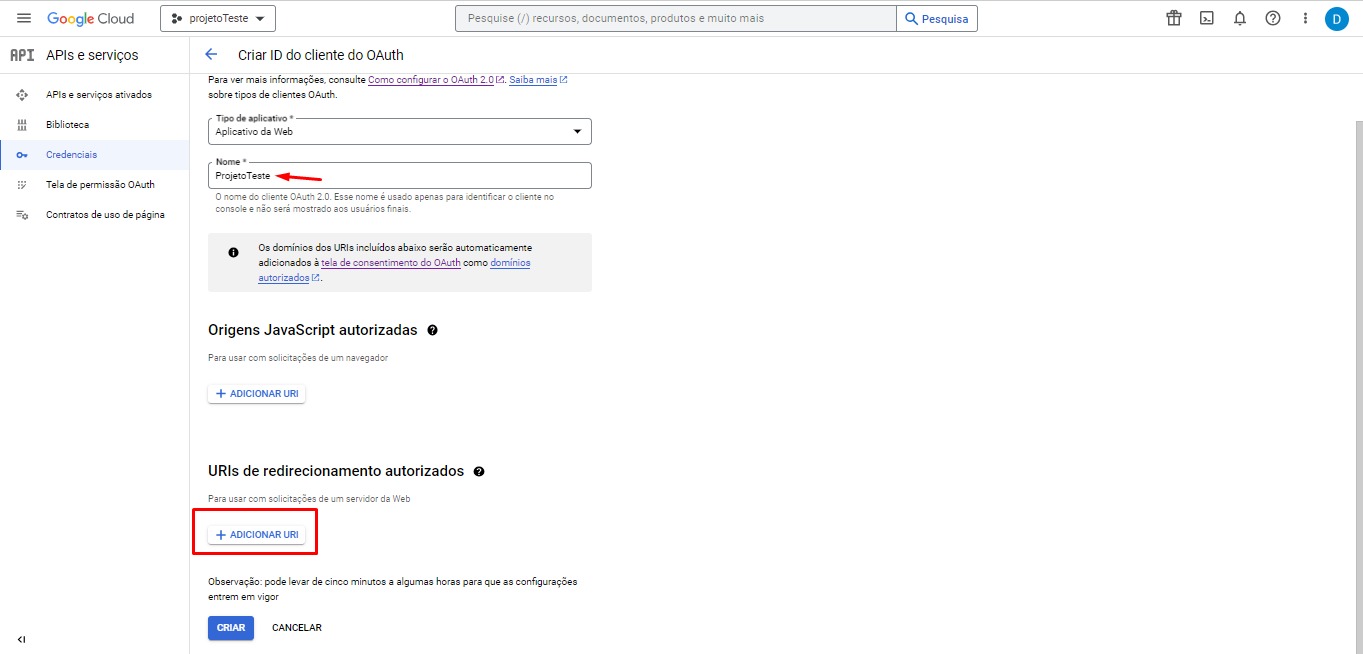 Google Cloud
projetoTeste
Pesquise (/) recursos, documentos, produtos e muito mais
Pesquisa
D
API APIs e serviços
Criar ID do cliente do OAuth
APIs e serviços ativados
Biblioteca
Credenciais
Tela de permissão OAuth
Contratos de uso de página
Para ver mais informações, consulte Como configurar o OAuth 2.0. Saiba mais
sobre tipos de clientes OAuth.
Tipo de aplicativo *
Aplicativo da Web
Nome *
ProjetoTeste
O nome do cliente OAuth 2.0. Esse nome é usado apenas para identificar o cliente no
console e não será mostrado aos usuários finais.
Os domínios dos URIs incluídos abaixo serão automaticamente
adicionados à tela de consentimento do OAuth como domínios
autorizados.
Origens JavaScript autorizadas
Para usar com solicitações de um navegador
+ ADICIONAR URI
URIs de redirecionamento autorizados
Para usar com solicitações de um servidor da Web
+ ADICIONAR URI
Observação: pode levar de cinco minutos a algumas horas para que as configurações
entrem em vigor
CRIAR
CANCELAR